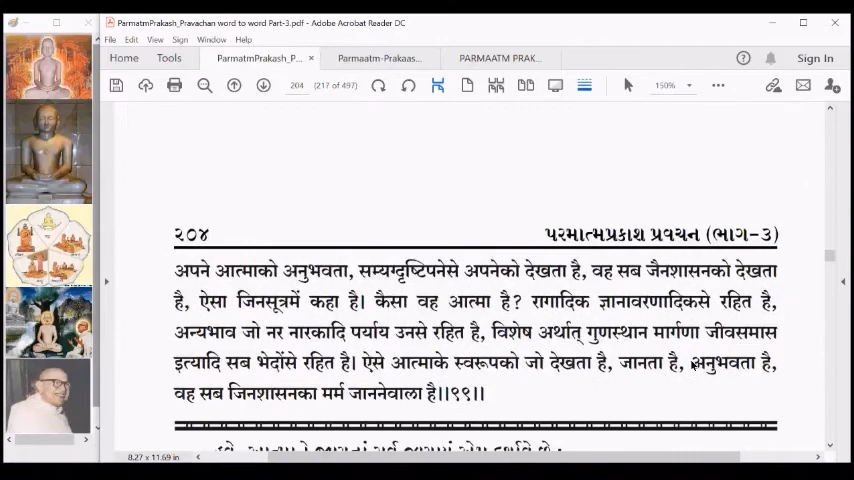 ParmatmPrakash_Pravachan word to word Part-3.pdf - Adobe Acrobat Reader DC
File Edit View Sign Window Help
Home Tools ParmatmPrakash_P... Parmaatm-Prakaas... PARMAATM PRAK... Sign In
204 (217 of 497) 150%
૨૦૪ પરમાત્મપ્રકાશ પ્રવચન (ભાગ-૩)
अपने आत्माको अनुभवता, सम्यग्दृष्टिपनेसे अपनेको देखता है, वह सब जैनशासनको देखता
है, ऐसा जिनसूत्रमें कहा है। कैसा वह आत्मा है? रागादिक ज्ञानावरणादिकसे रहित है,
अन्यभाव जो नर नारकादि पर्याय उनसे रहित है, विशेष अर्थात् गुणस्थान मार्गणा जीवसमास
इत्यादि सब भेदोंसे रहित है। ऐसे आत्माके स्वरूपको जो देखता है, जानता है, अनुभवता है,
वह सब जिनशासनका मर्म जाननेवाला है।।९९।।
8.27 x 11.69 in